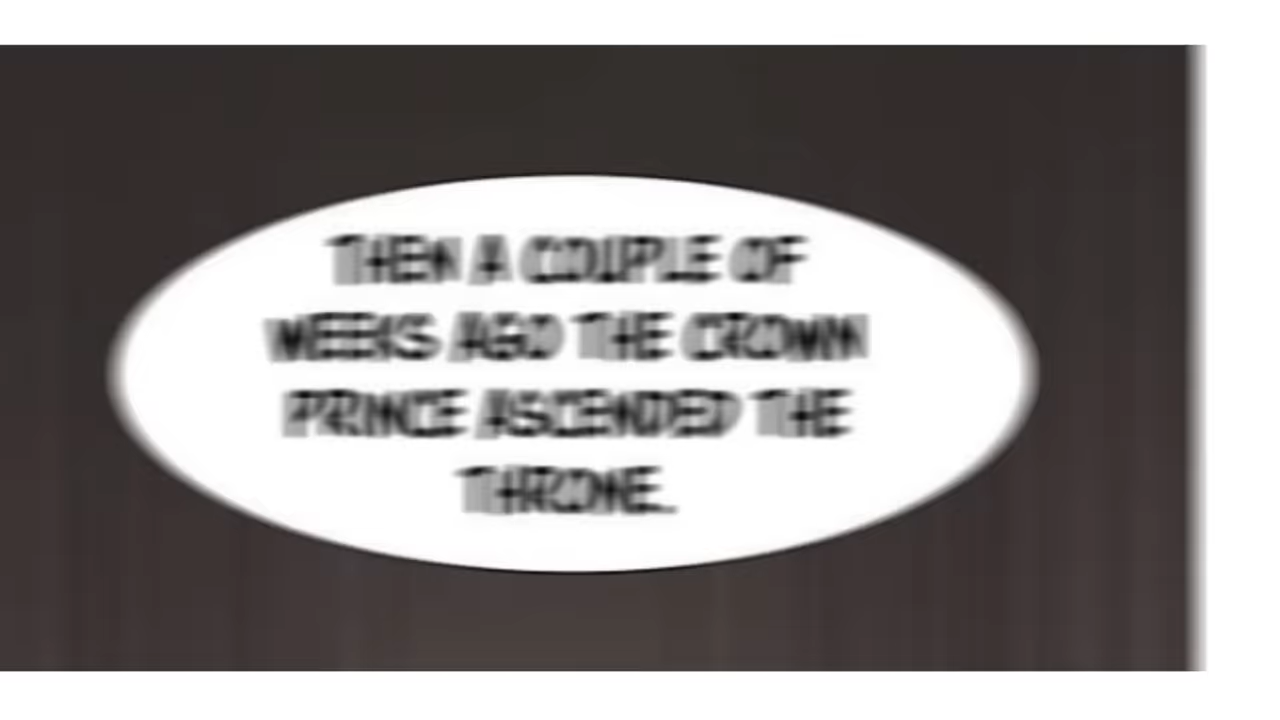 THEN A COUPLE OF
WEEKS AGO THE CROWN
PRINCE ASCENDED THE
THRONE.